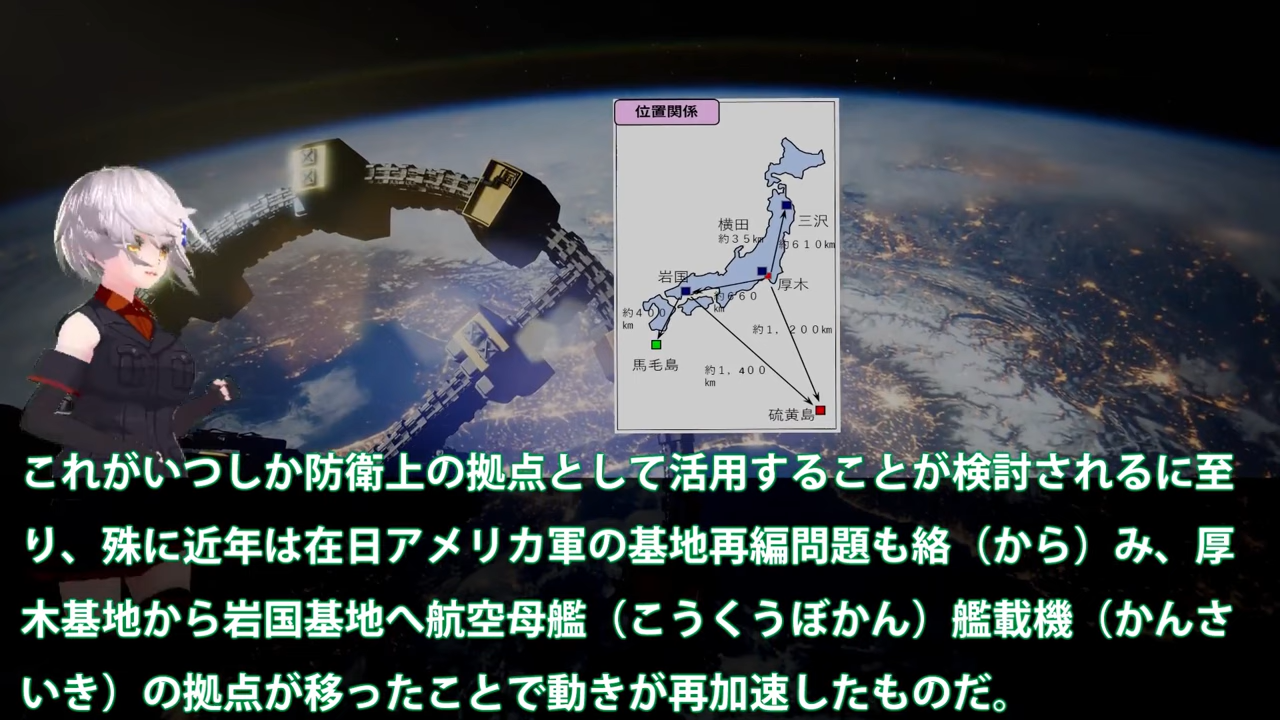 位置関係
三沢
横田
約３５㎞
約６１０㎞
岩国
厚木
約６６０
㎞
約４００
㎞
約１，２００㎞
馬毛島
約１，４００
㎞
硫黄島
これがいつしか防衛上の拠点として活用することが検討されるに至
り、殊に近年は在日アメリカ軍の基地再編問題も絡（から）み、厚
木基地から岩国基地へ航空母艦（こうくうぼかん）艦載機（かんさ
いき）の拠点が移ったことで動きが再加速したものだ。